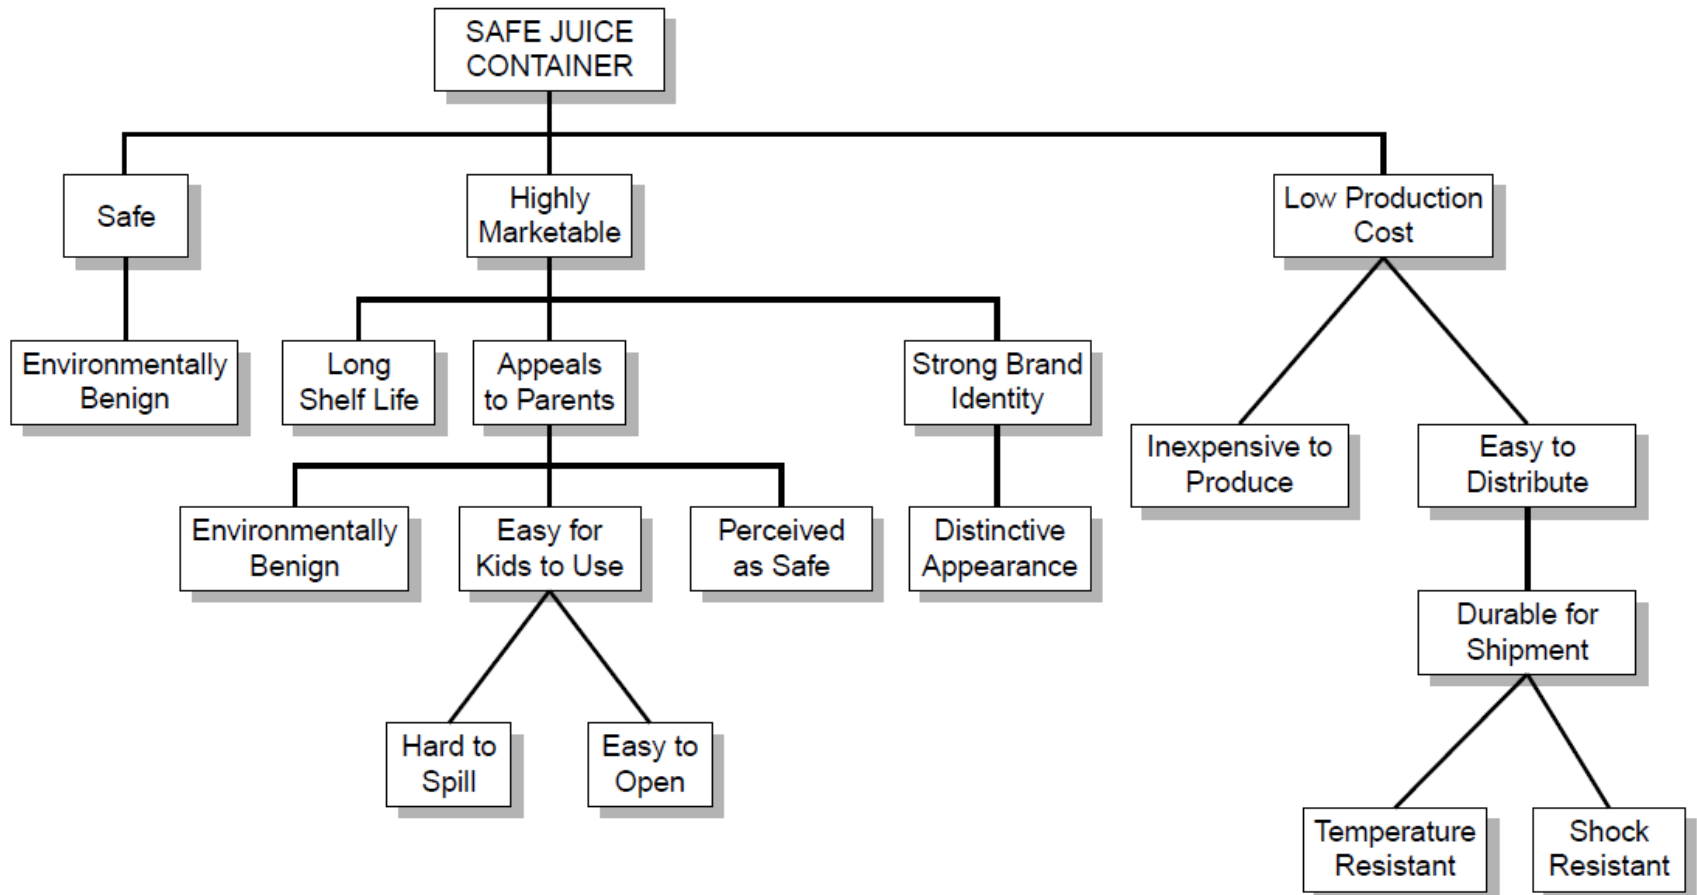 SAFE JUICE
CONTAINER
Safe
Highly
Marketable
Low Production
Cost
Environmentally
Benign
Long
Shelf Life
Appeals
to Parents
Strong Brand
Identity
Inexpensive to
Produce
Easy to
Distribute
Environmentally
Benign
Easy for
Kids to Use
Perceived
as Safe
Distinctive
Appearance
Durable for
Shipment
Hard to
Spill
Easy to
Open
Temperature
Resistant
Shock
Resistant